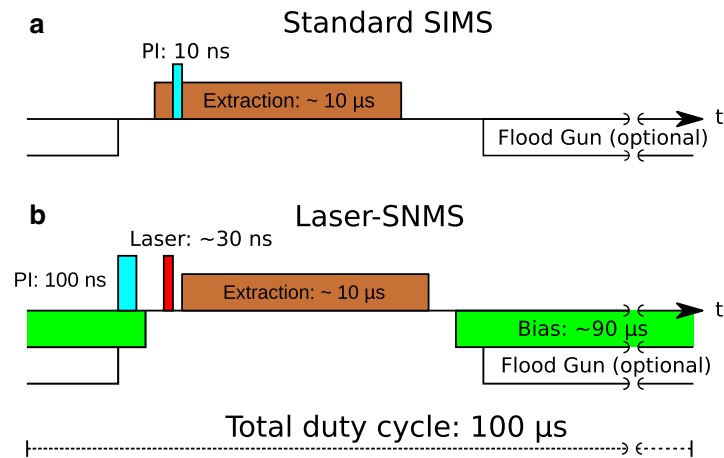 a
Standard SIMS
PI: 10 ns
Extraction: ~ 10 µs
t
Flood Gun (optional)
b
Laser-SNMS
Laser: ~30 ns
PI: 100 ns
Extraction: ~ 10 µs
t
Bias: ~90 µs
Flood Gun (optional)
Total duty cycle: 100 µs